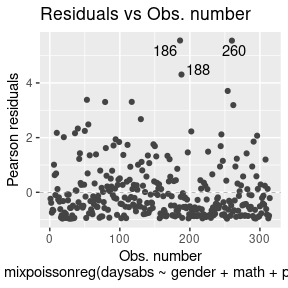 Residuals vs Obs. number
186
260
188
4
2
0
Pearson residuals
0
100
200
300
Obs. number
mixpoissonreg(daysabs ~ gender + math + p